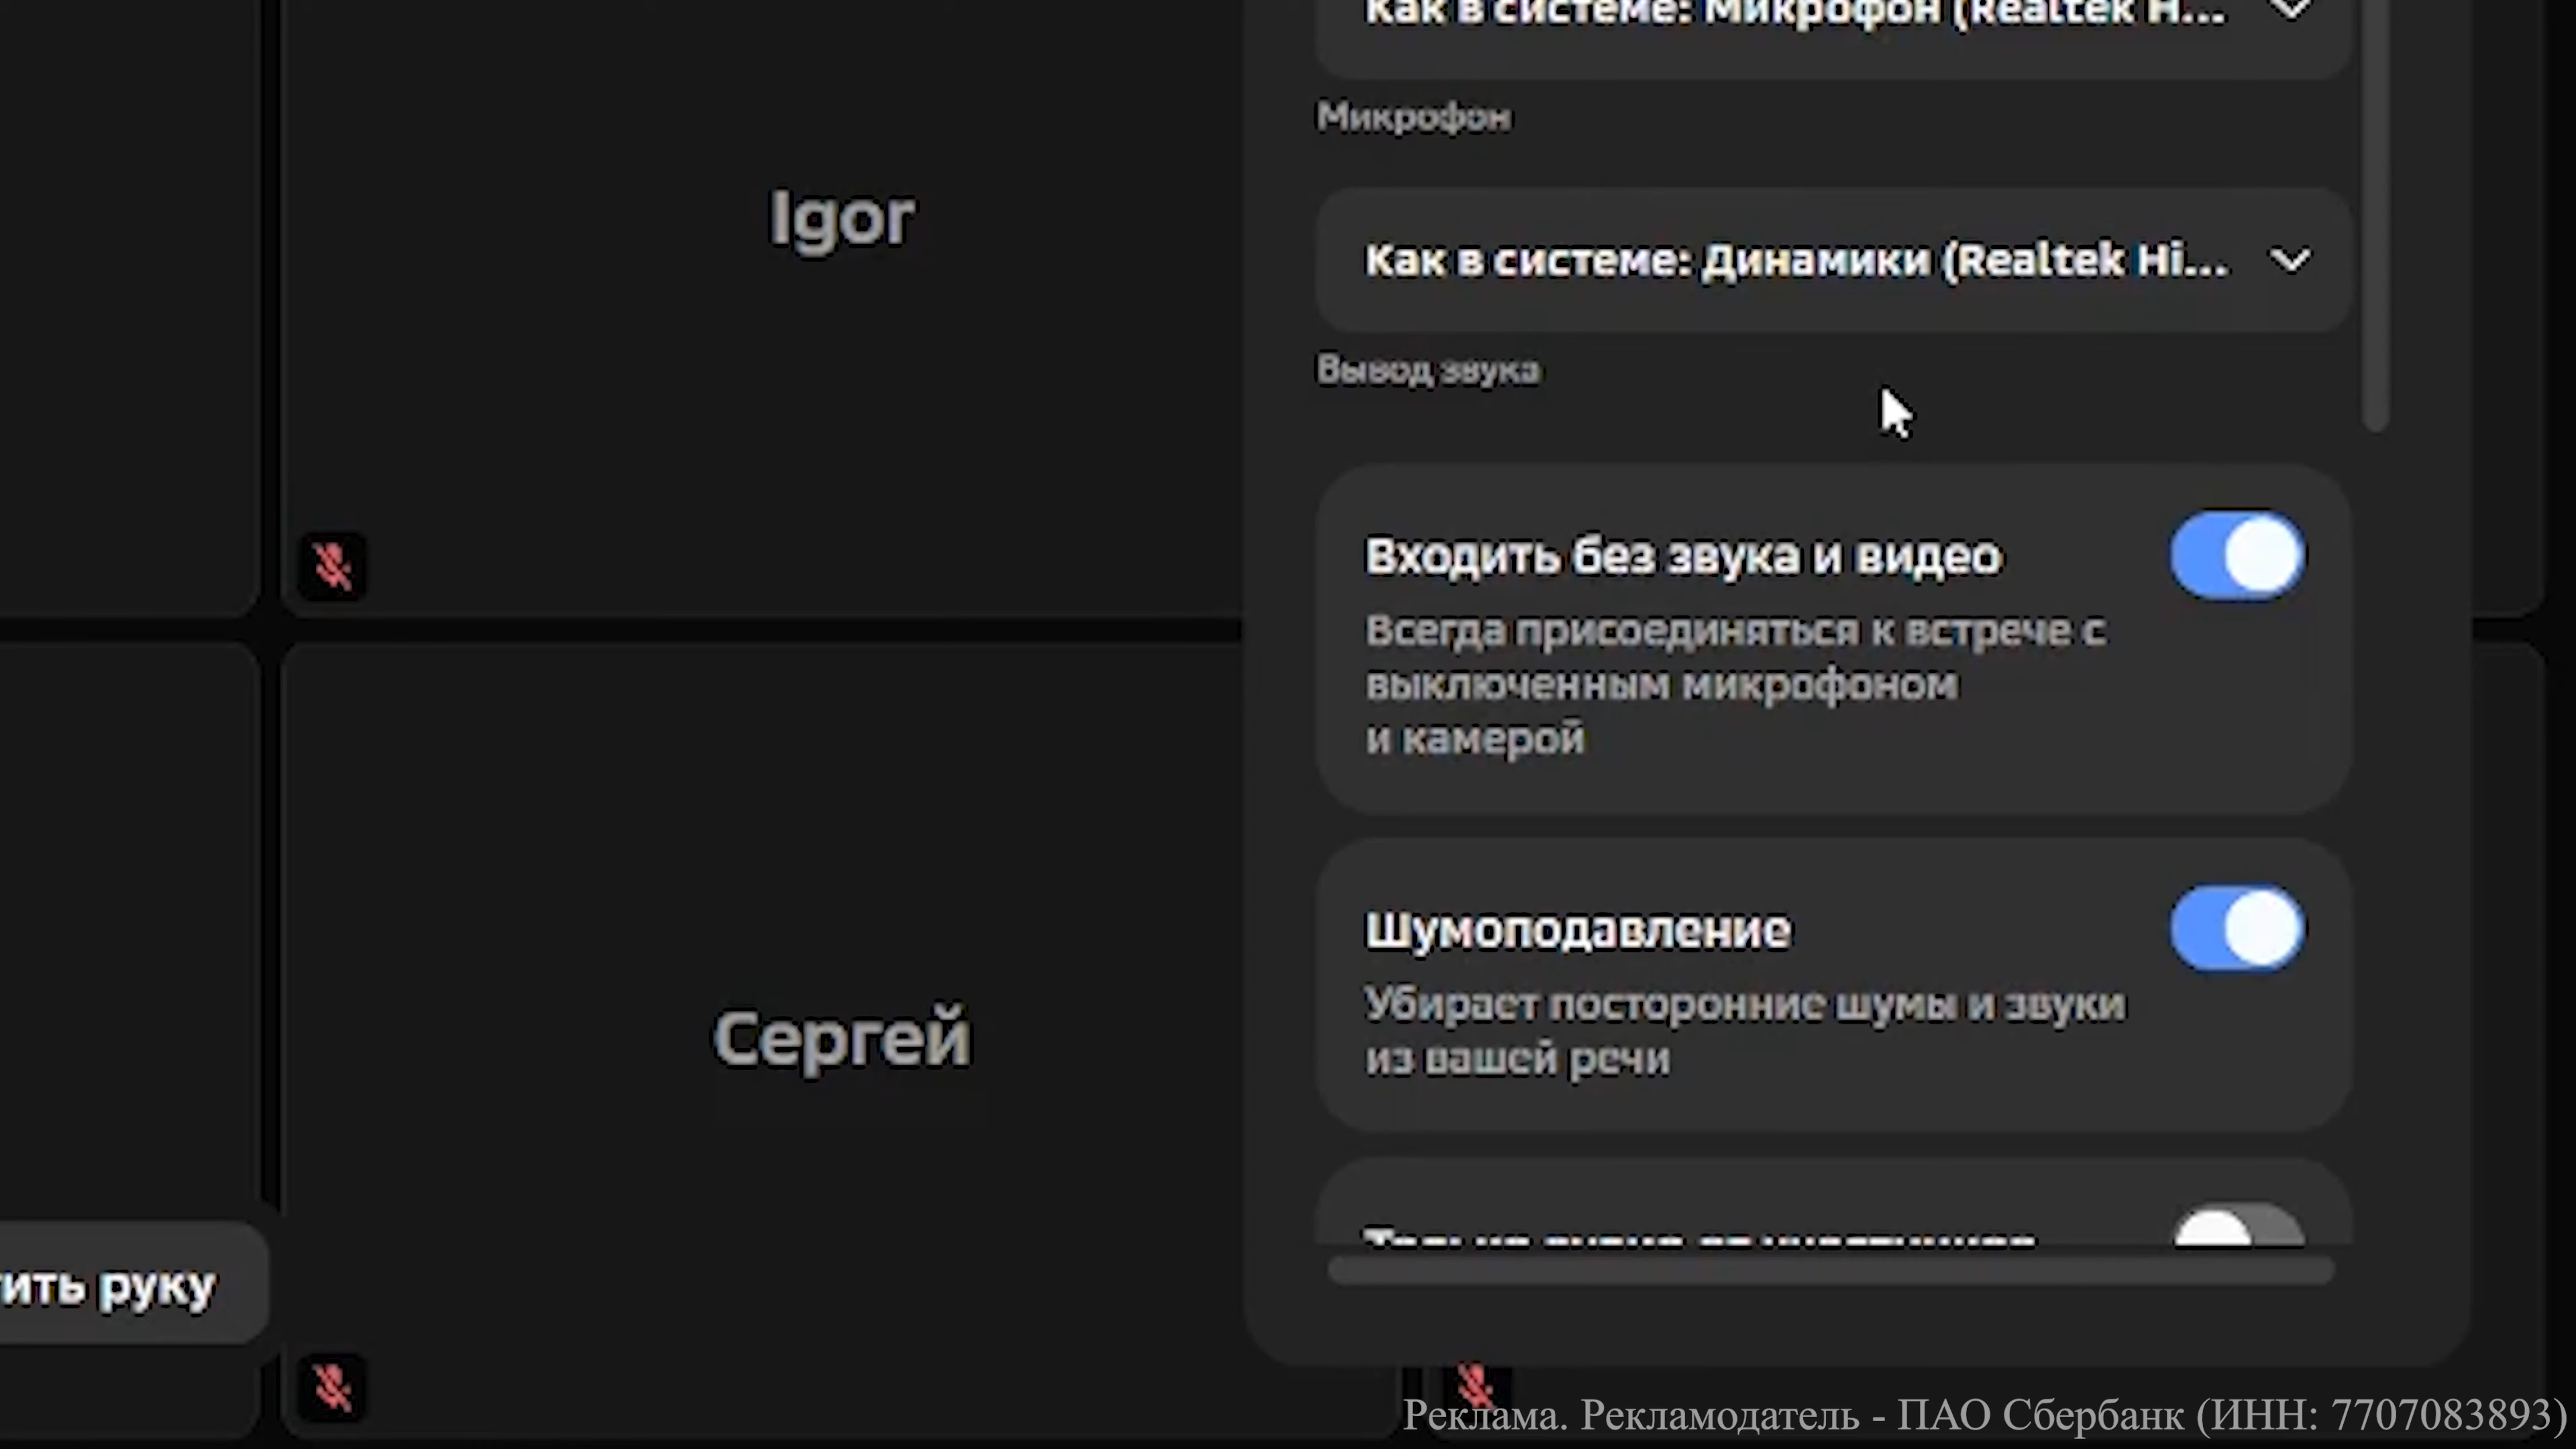 Как в системе: Микрофон (Realtek H...
Микрофон
Igor
Как в системе: Динамики (Realtek Hi...
Вывод звука
Входить без звука и видео
Всегда присоединяться к встрече с
выключенным микрофоном
и камерой
Шумоподавление
Убирает посторонние шумы и звуки
из вашей речи
Сергей
ить руку
Реклама. Рекламодатель - ПАО Сбербанк (ИНН: 7707083893)